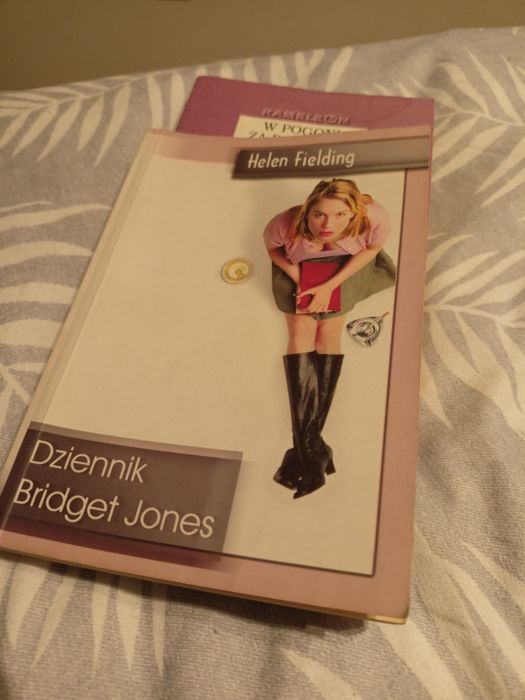 KAMELEON
W POGONI
Helen Fielding
Dziennik
Bridget Jones